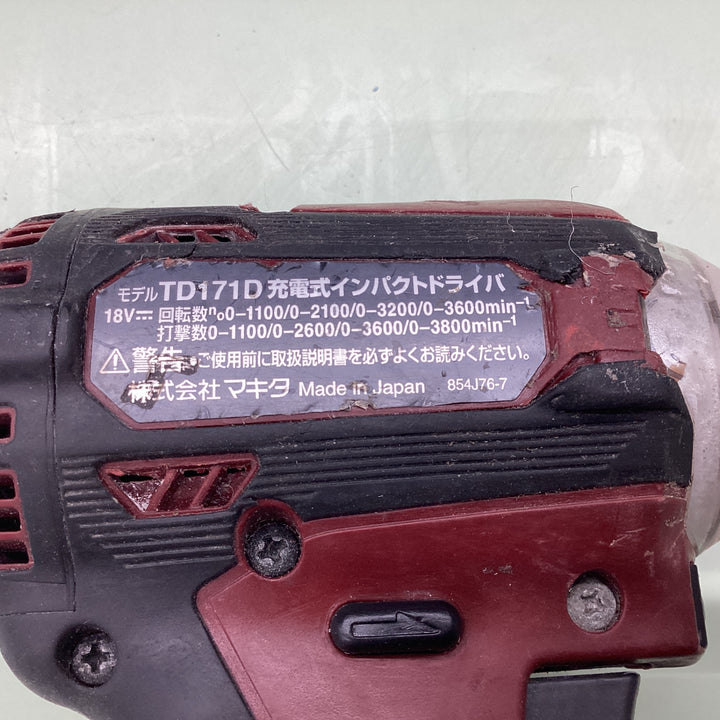 モデル TD171D 充電式インパクトドライバ
18V⎓ 回転数n₀0−1100/0−2100/0−3200/0−3600min⁻¹
打撃数0−1100/0−2600/0−3600/0−3800min⁻¹
⚠警告 ご使用前に取扱説明書を必ずよくお読みください。
株式会社 マキタ Made in Japan 854J76-7